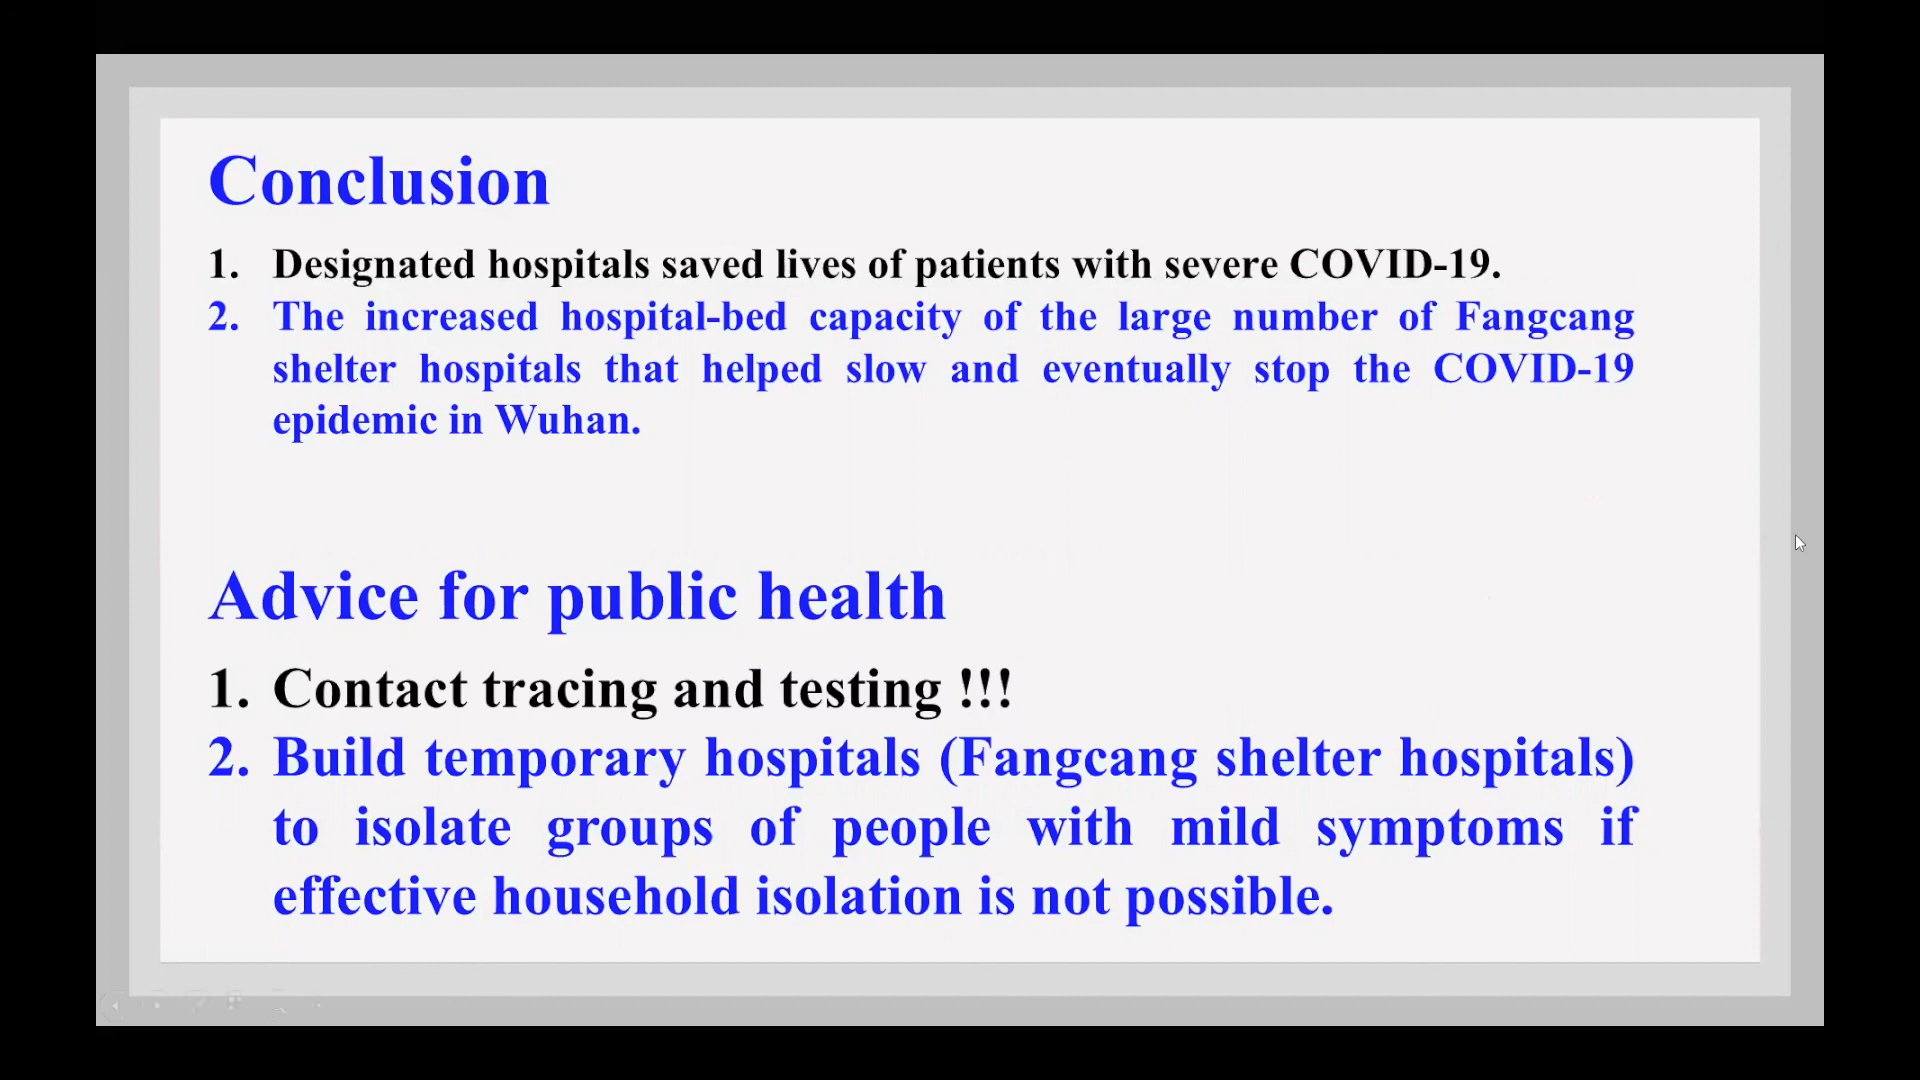 Conclusion
1. Designated hospitals saved lives of patients with severe COVID-19.
2. The increased hospital-bed capacity of the large number of Fangcang
shelter hospitals that helped slow and eventually stop the COVID-19
epidemic in Wuhan.
Advice for public health
1. Contact tracing and testing !!!
2. Build temporary hospitals (Fangcang shelter hospitals)
to isolate groups of people with mild symptoms if
effective household isolation is not possible.